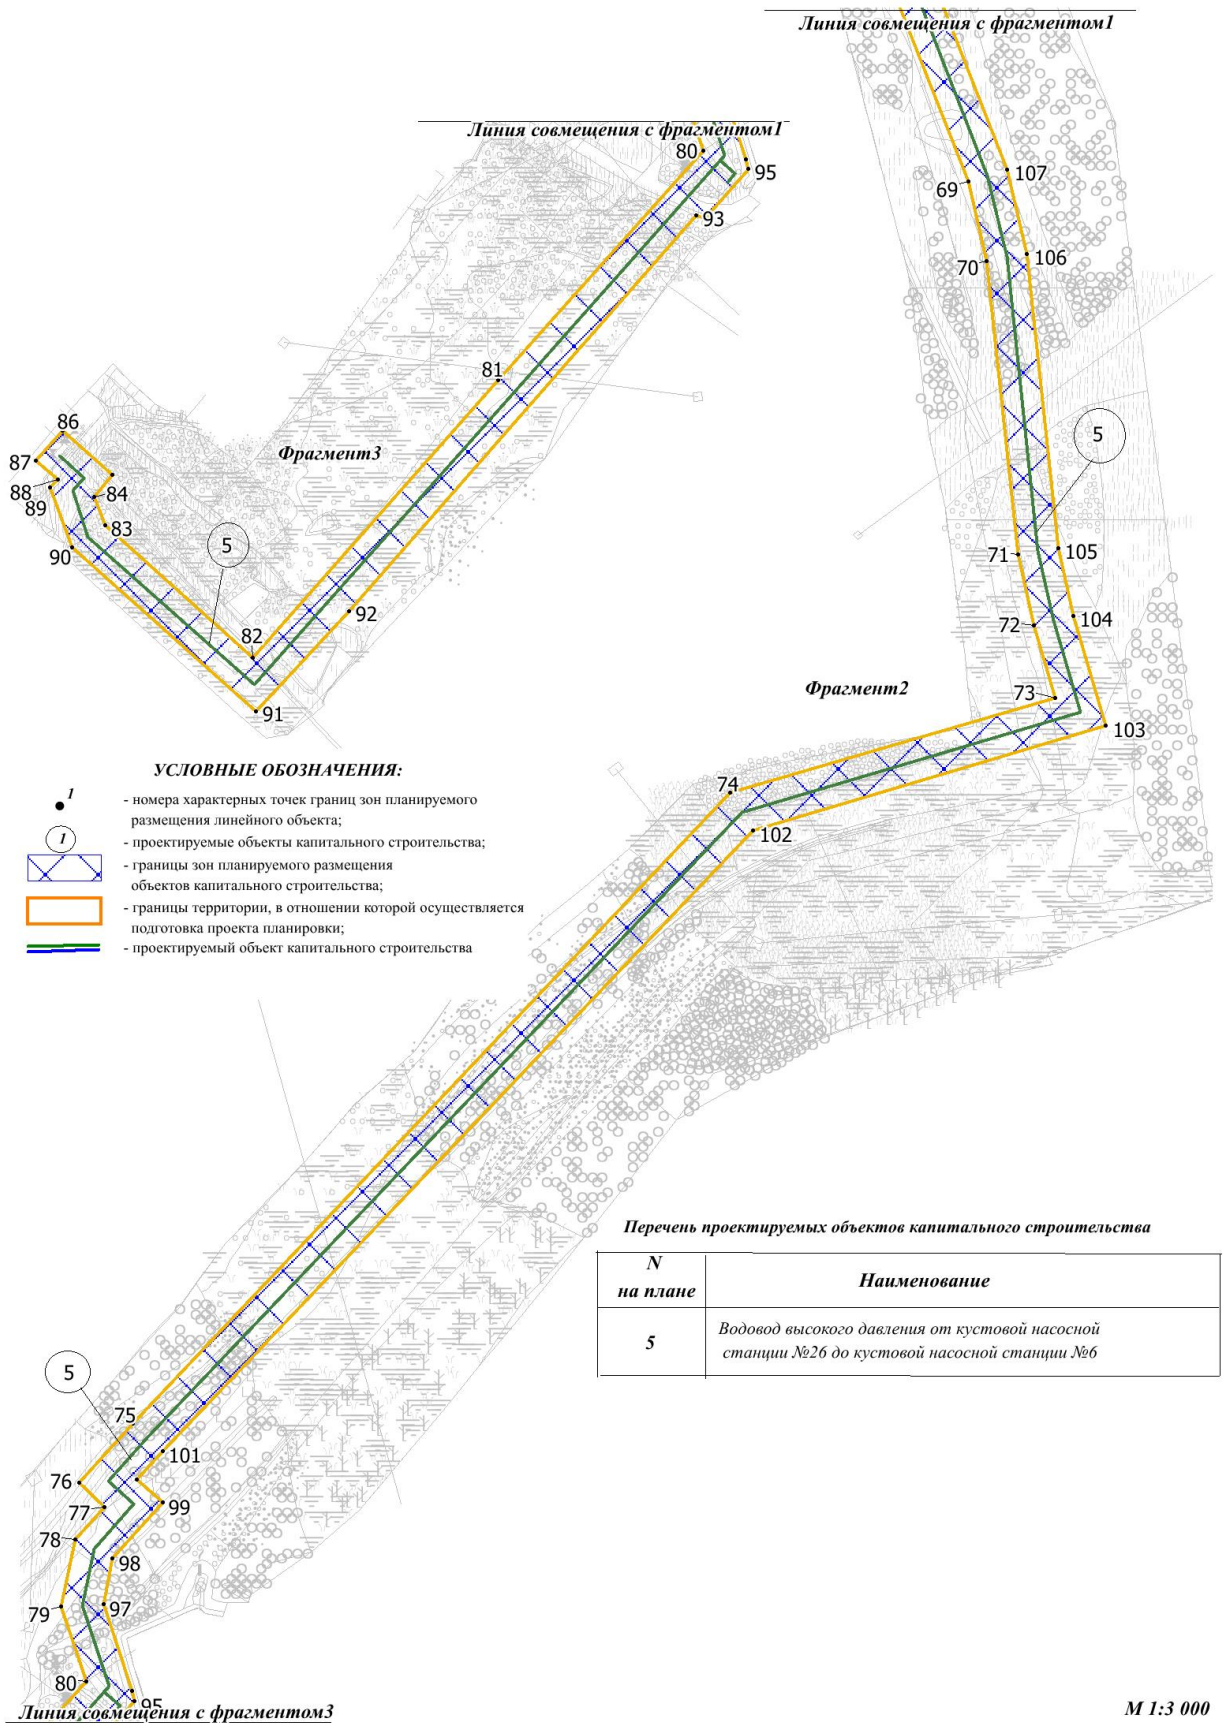 Линия совмещения с фрагментом1
Линия совмещения с фрагментом1
80
95
93
107
69
106
70
81
5
86
Фрагмент3
87
88
84
89
83
5
90
71
105
92
104
72
82
Фрагмент2
73
91
103
УСЛОВНЫЕ ОБОЗНАЧЕНИЯ:
74
1
- номера характерных точек границ зон планируемого
размещения линейного объекта;
102
1
- проектируемые объекты капитального строительства;
- границы зон планируемого размещения
объектов капитального строительства;
- границы территории, в отношении которой осуществляется
подготовка проекта планировки;
- проектируемый объект капитального строительства
Перечень проектируемых объектов капитального строительства
N
на плане
Наименование
5
Водовод высокого давления от кустовой насосной
станции №26 до кустовой насосной станции №6
5
75
101
76
99
77
78
98
79
97
80
95
Линия совмещения с фрагментом3
М 1:3 000